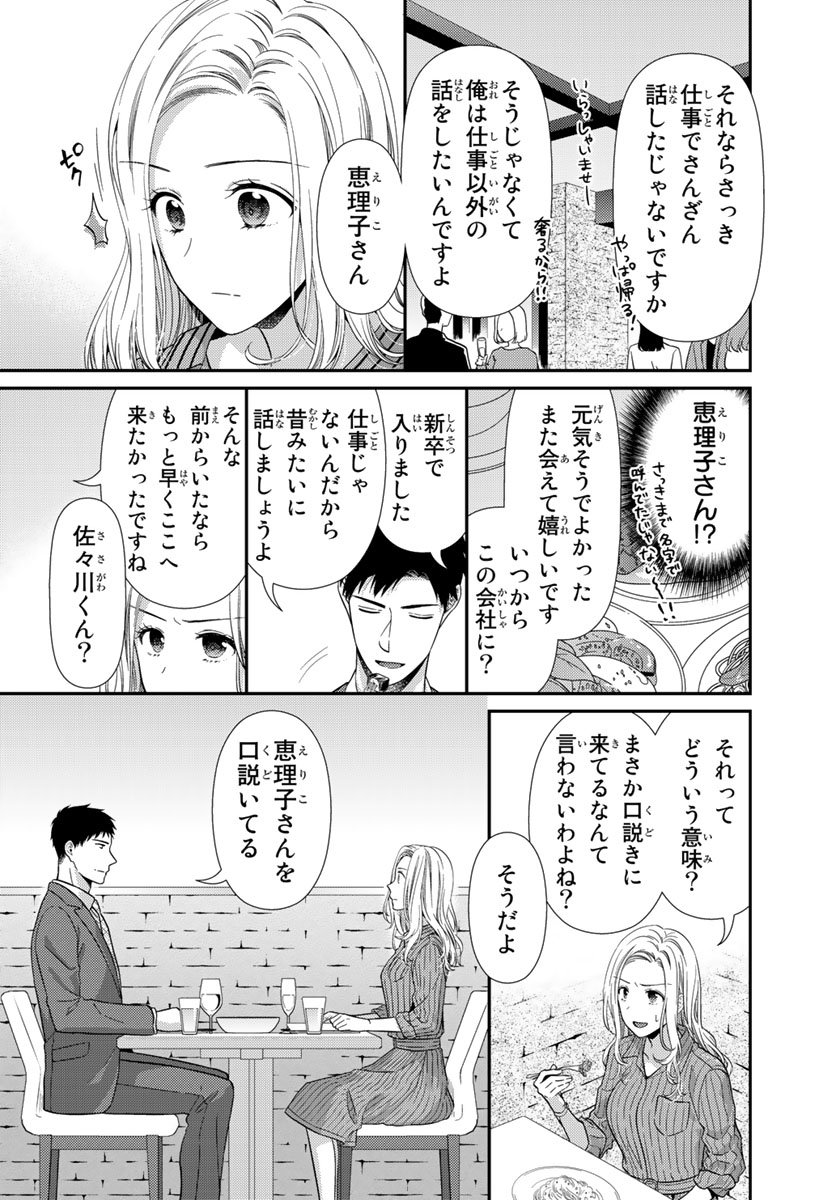 それならさっき
仕事でさんざん
話したじゃないですか
やっぱ帰る!
いらっしゃいませー
奢るから!!
そうじゃなくて
俺は仕事以外の
話をしたいんですよ
恵理子さん
ピク
恵理子さん!?
さっきまで名字で
呼んでたじゃない〜〜!!
元気そうでよかった
また会えて嬉しいです
いつから
この会社に?
新卒で
入りました
仕事じゃ
ないんだから
昔みたいに
話しましょうよ
そんな
前からいたなら
もっと早くここへ
来たかったですね
佐々川くん?
それって
どういう意味?
まさか口説きに
来てるなんて
言わないわよね?
そうだよ
恵理子さんを
口説いてる